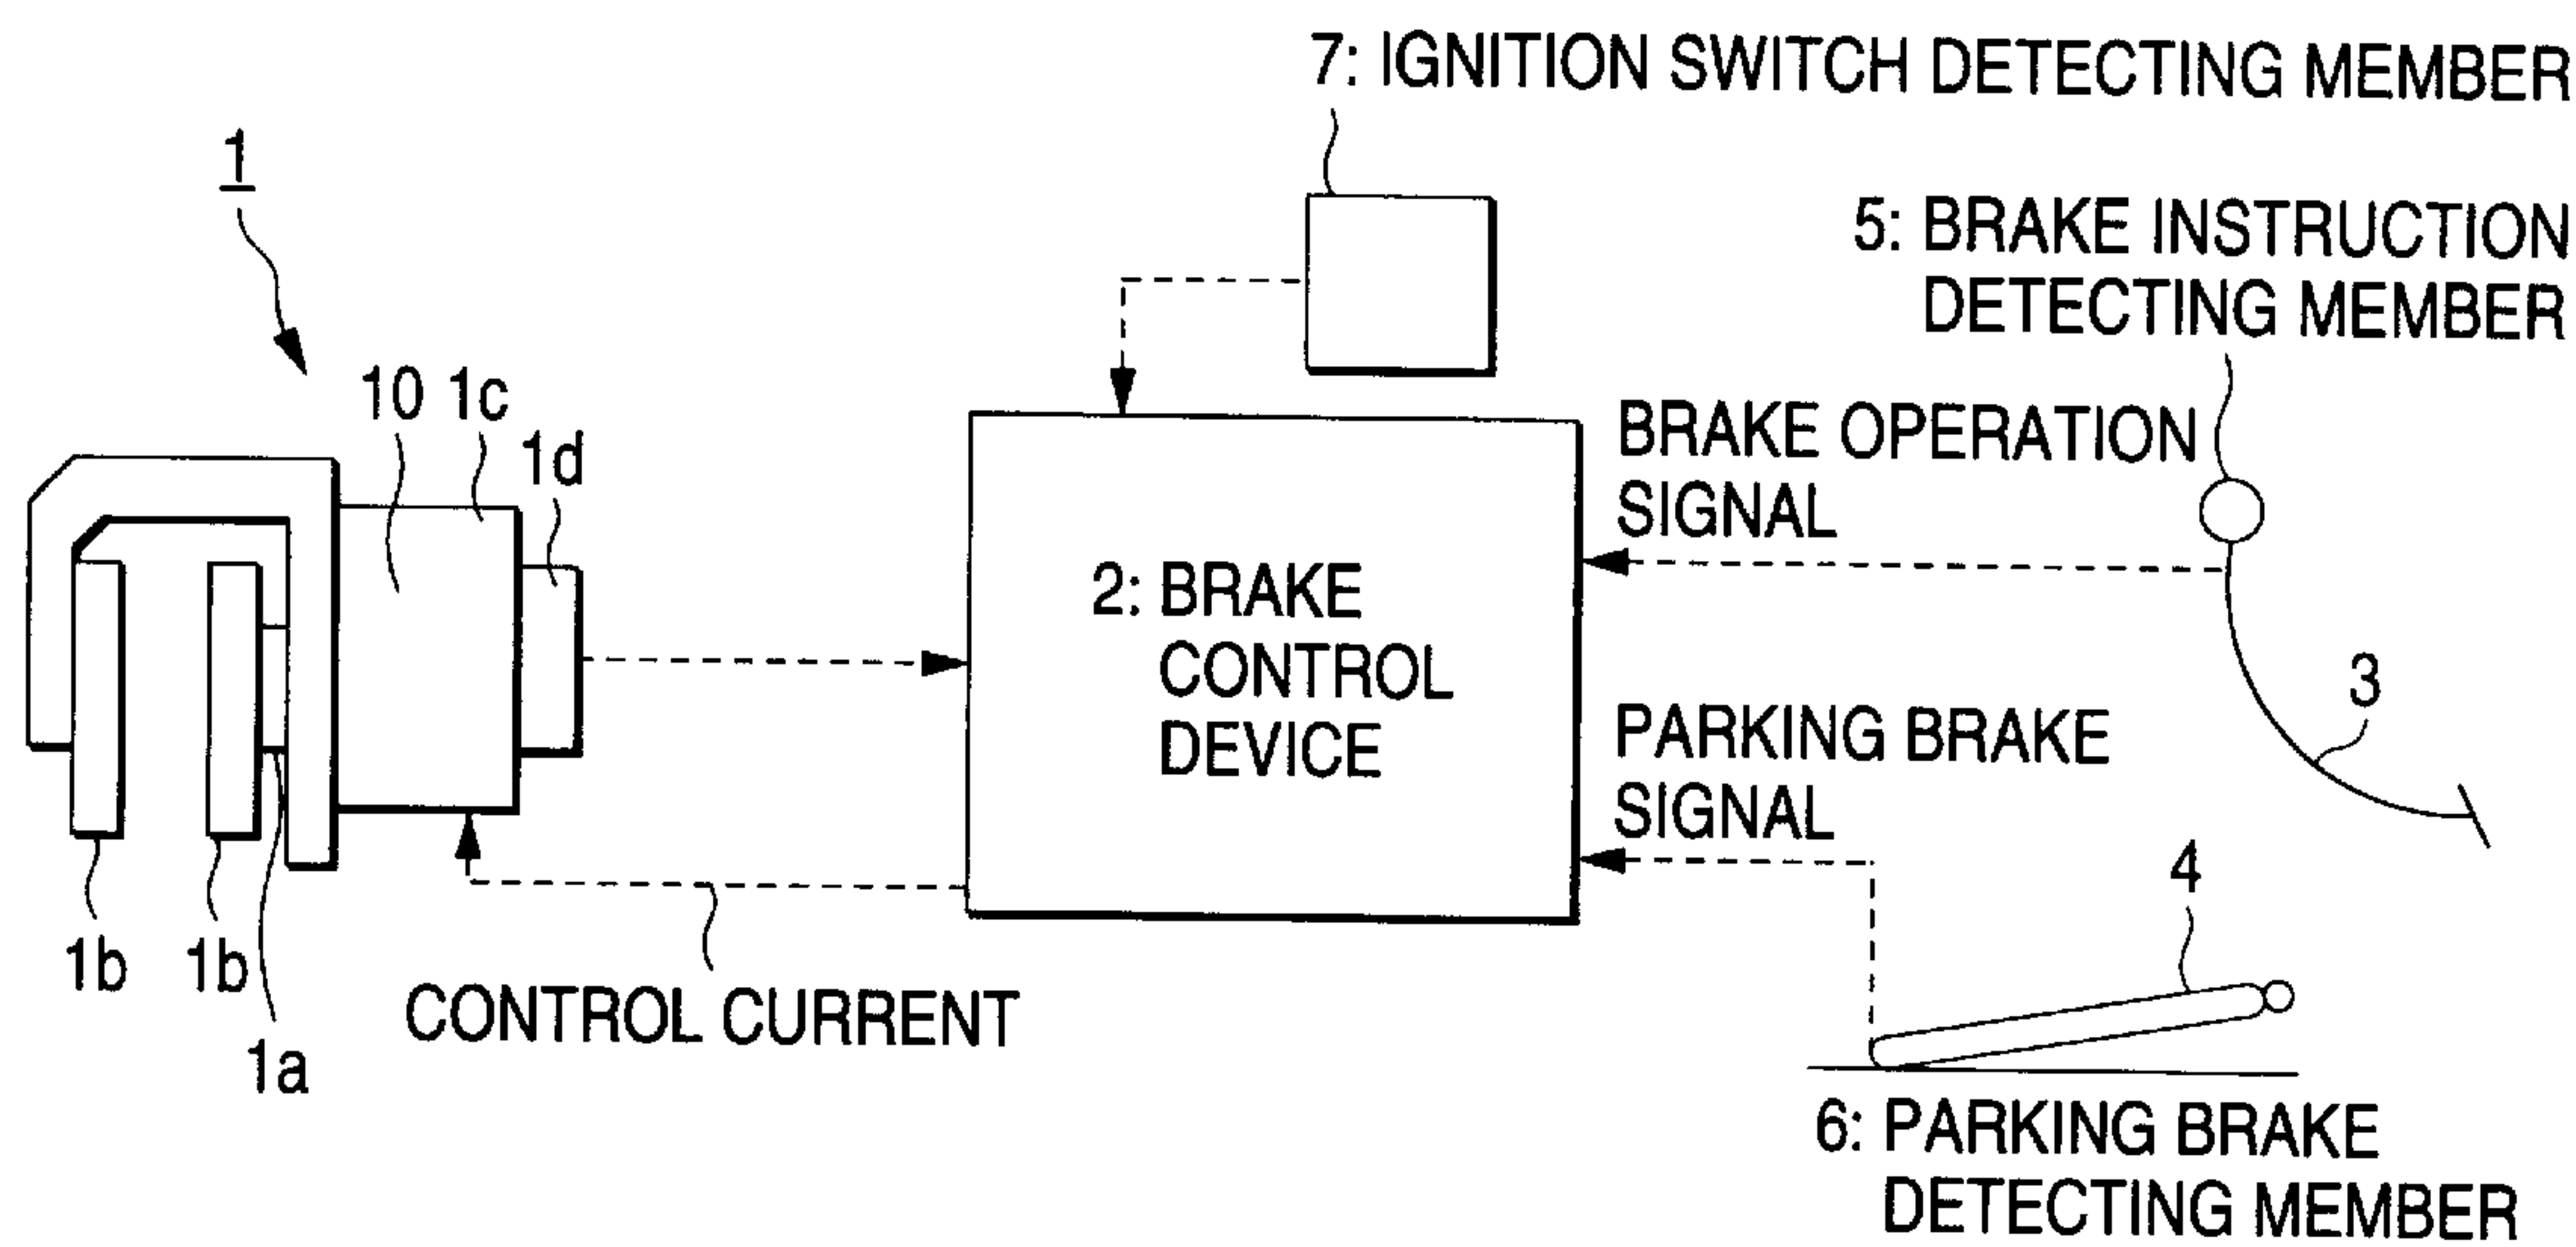 7: IGNITION SWITCH DETECTING MEMBER
1
5: BRAKE INSTRUCTION
DETECTING MEMBER
10
1c
1d
BRAKE OPERATION
SIGNAL
2: BRAKE
CONTROL
DEVICE
3
PARKING BRAKE
SIGNAL
4
1b
1b
1a
CONTROL CURRENT
6: PARKING BRAKE
DETECTING MEMBER